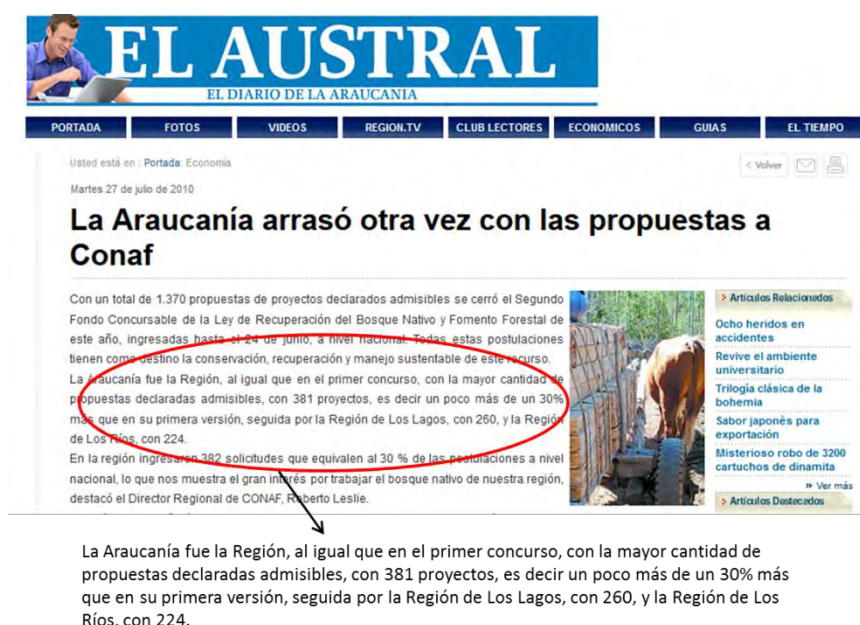 EL AUSTRAL
EL DIARIO DE LA ARAUCANIA
PORTADA FOTOS VIDEOS REGION.TV CLUB LECTORES ECONOMICOS GUIAS EL TIEMPO
Usted está en : Portada: Economía
< Volver
Martes 27 de julio de 2010
La Araucanía arrasó otra vez con las propuestas a
Conaf
Con un total de 1.370 propuestas de proyectos declarados admisibles se cerró el Segundo
Fondo Concursable de la Ley de Recuperación del Bosque Nativo y Fomento Forestal de
este año, ingresadas hasta el 24 de junio, a nivel nacional. Todas estas postulaciones
tienen como destino la conservación, recuperación y manejo sustentable de este recurso.
La Araucanía fue la Región, al igual que en el primer concurso, con la mayor cantidad de
propuestas declaradas admisibles, con 381 proyectos, es decir un poco más de un 30%
más que en su primera versión, seguida por la Región de Los Lagos, con 260, y la Región
de Los Ríos, con 224.
En la región ingresaron 382 solicitudes que equivalen al 30 % de las postulaciones a nivel
nacional, lo que nos muestra el gran interés por trabajar el bosque nativo de nuestra región,
destacó el Director Regional de CONAF, Roberto Leslie.
> Artículos Relacionados
Ocho heridos en
accidentes
Revive el ambiente
universitario
Trilogía clásica de la
bohemia
Sabor japonés para
exportación
Misterioso robo de 3200
cartuchos de dinamita
» Ver más
> Artículos Destacados
La Araucanía fue la Región, al igual que en el primer concurso, con la mayor cantidad de
propuestas declaradas admisibles, con 381 proyectos, es decir un poco más de un 30% más
que en su primera versión, seguida por la Región de Los Lagos, con 260, y la Región de Los
Ríos, con 224.